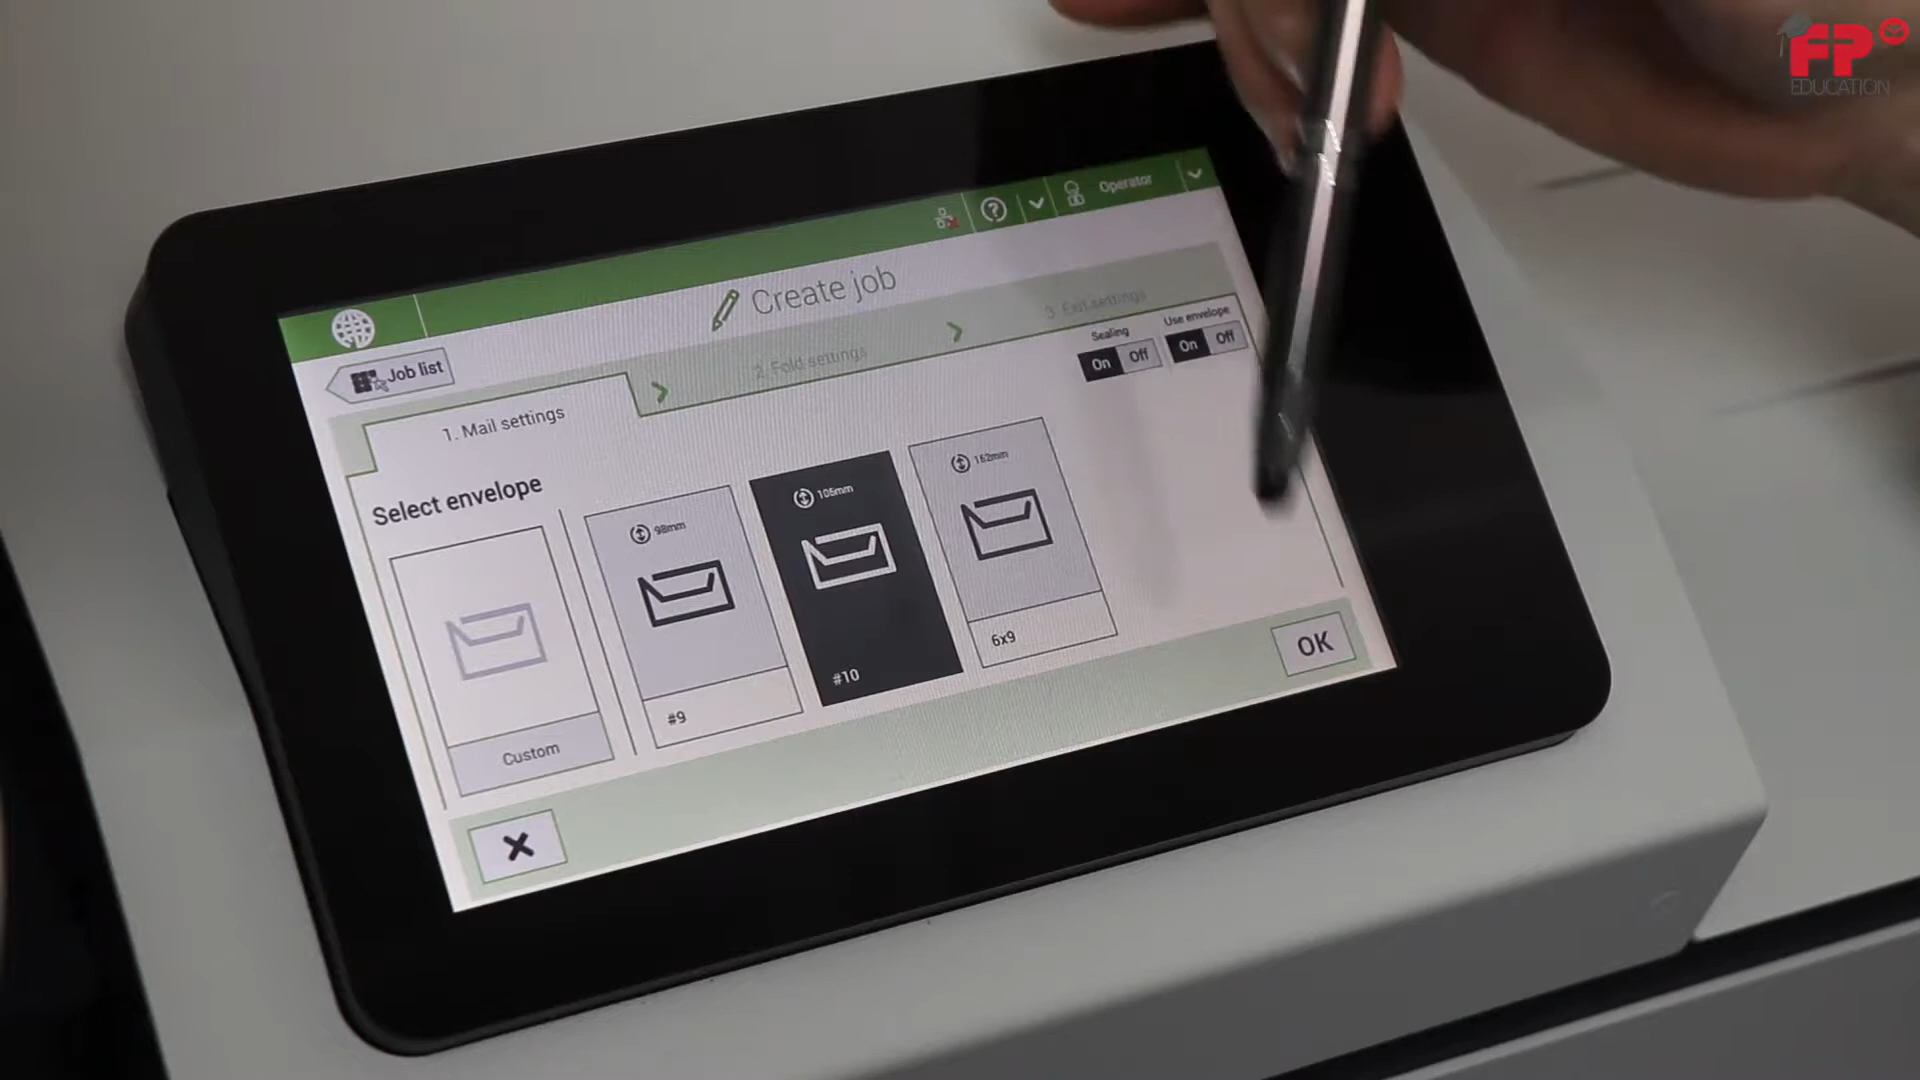 FP
EDUCATION
Operator
Create job
Job list
1. Mail settings
2. Fold settings
3. Exit settings
Sealing
On Off
Use envelope
On Off
Select envelope
Custom
98mm
#9
105mm
#10
162mm
6x9
OK